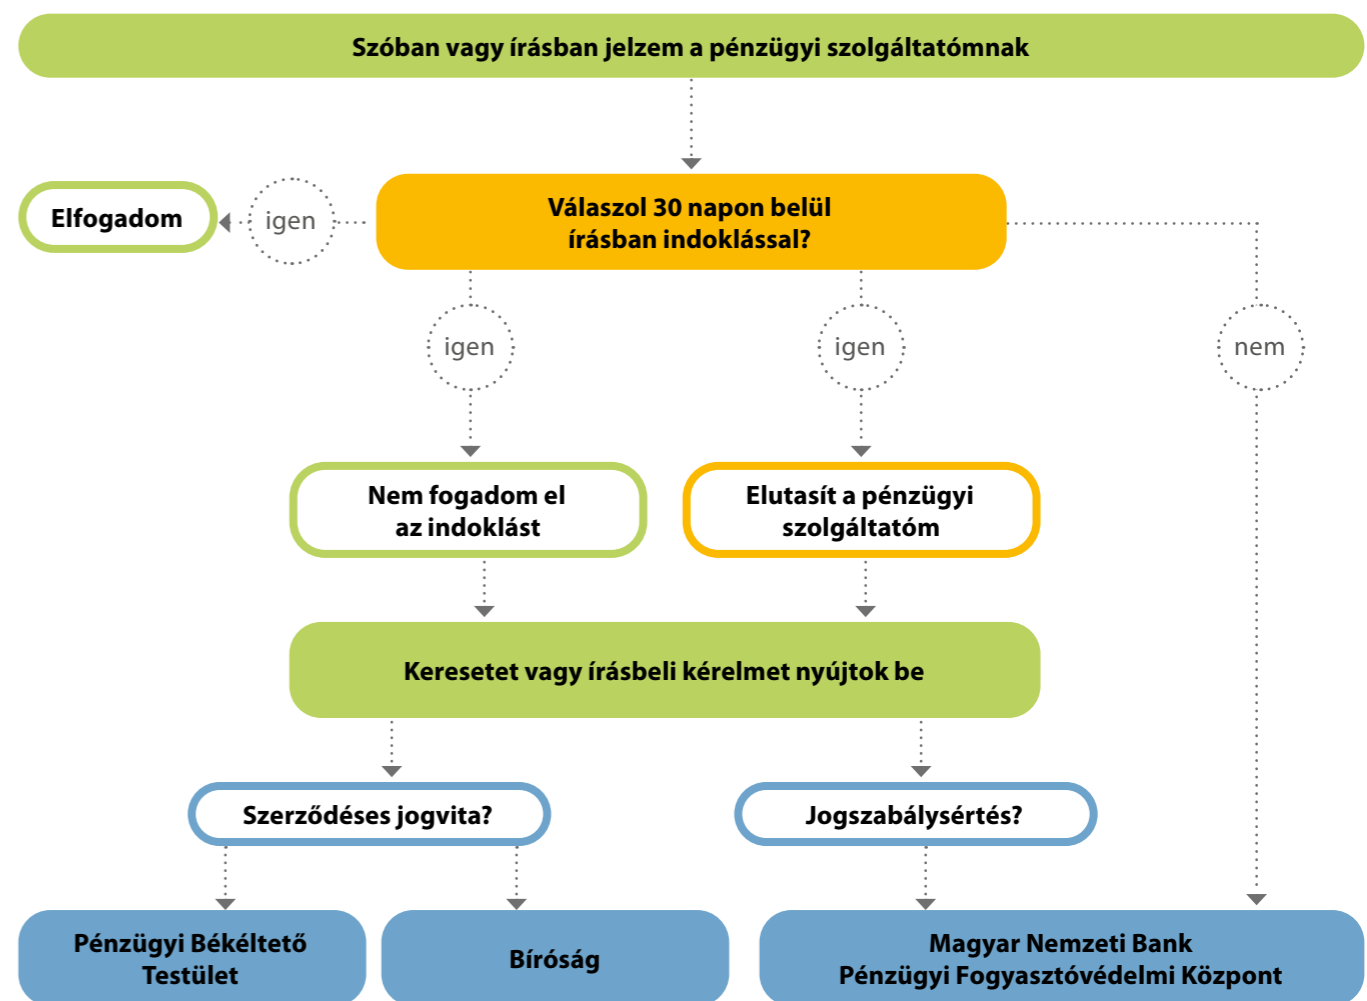 Szóban vagy írásban jelzem a pénzügyi szolgáltatómnak
Elfogadom
igen
Válaszol 30 napon belül
írásban indoklással?
igen
igen
nem
Nem fogadom el
az indoklást
Elutasít a pénzügyi
szolgáltatóm
Keresetet vagy írásbeli kérelmet nyújtok be
Szerződéses jogvita?
Jogszabálysértés?
Pénzügyi Békéltető
Testület
Bíróság
Magyar Nemzeti Bank
Pénzügyi Fogyasztóvédelmi Központ